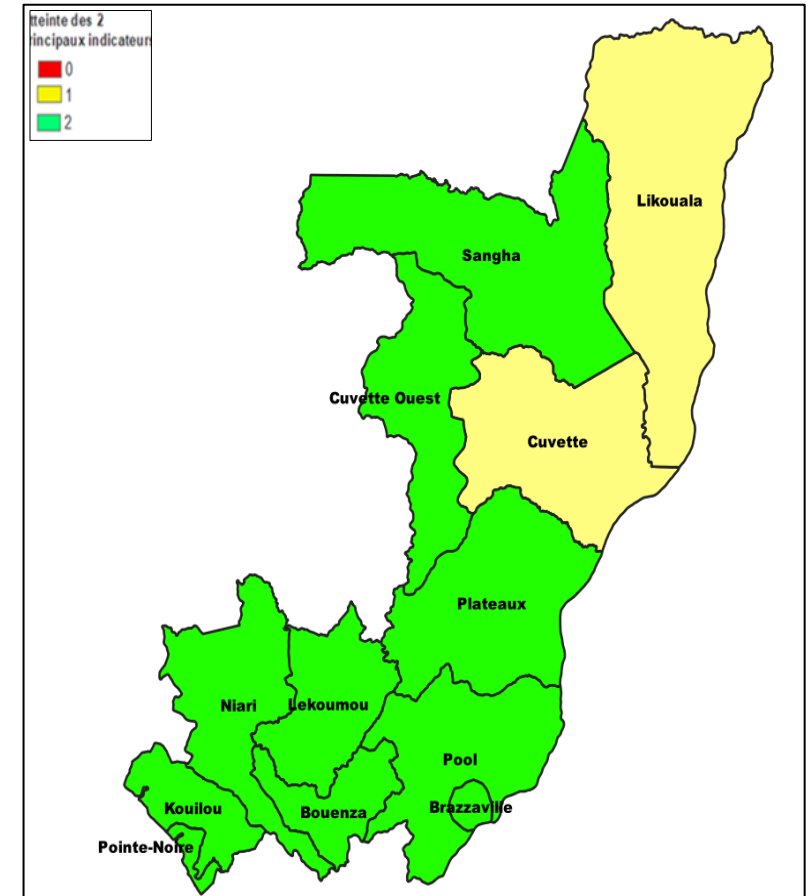 tteinte des 2
rincipaux indicateurs
0
1
2
Likouala
Sangha
Cuvette Ouest
Cuvette
Plateaux
Niari
Lekoumou
Pool
Kouilou
Bouenza
Brazzaville
Pointe-Noire